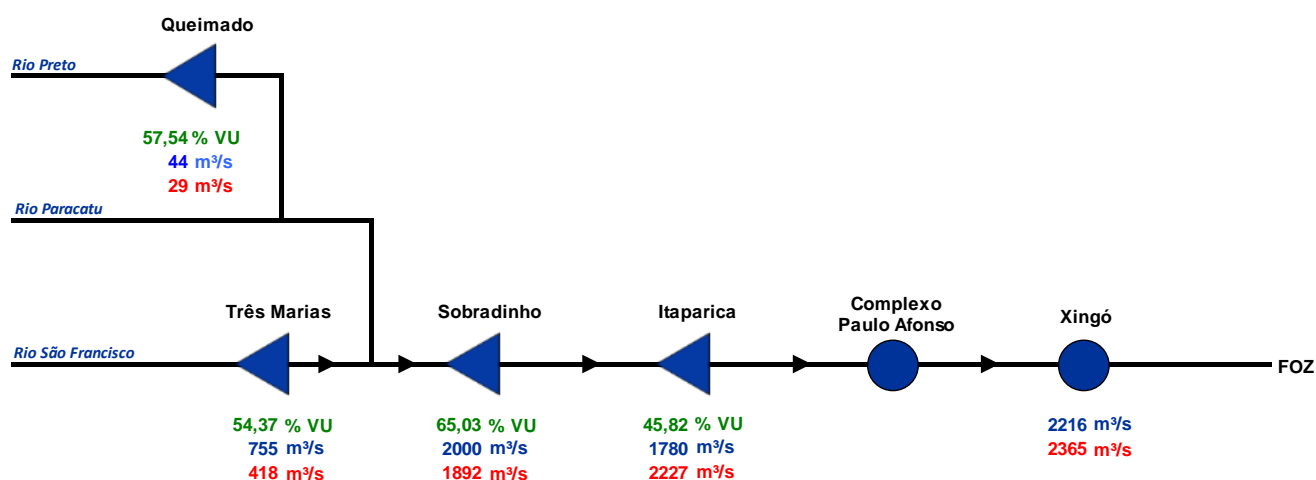 Queimado
Rio Preto
57,54 % VU
44 m³/s
29 m³/s
Rio Paracatu
Três Marias
Sobradinho
Itaparica
Complexo
Paulo Afonso
Xingó
Rio São Francisco
FOZ
54,37 % VU
755 m³/s
418 m³/s
65,03 % VU
2000 m³/s
1892 m³/s
45,82 % VU
1780 m³/s
2227 m³/s
2216 m³/s
2365 m³/s